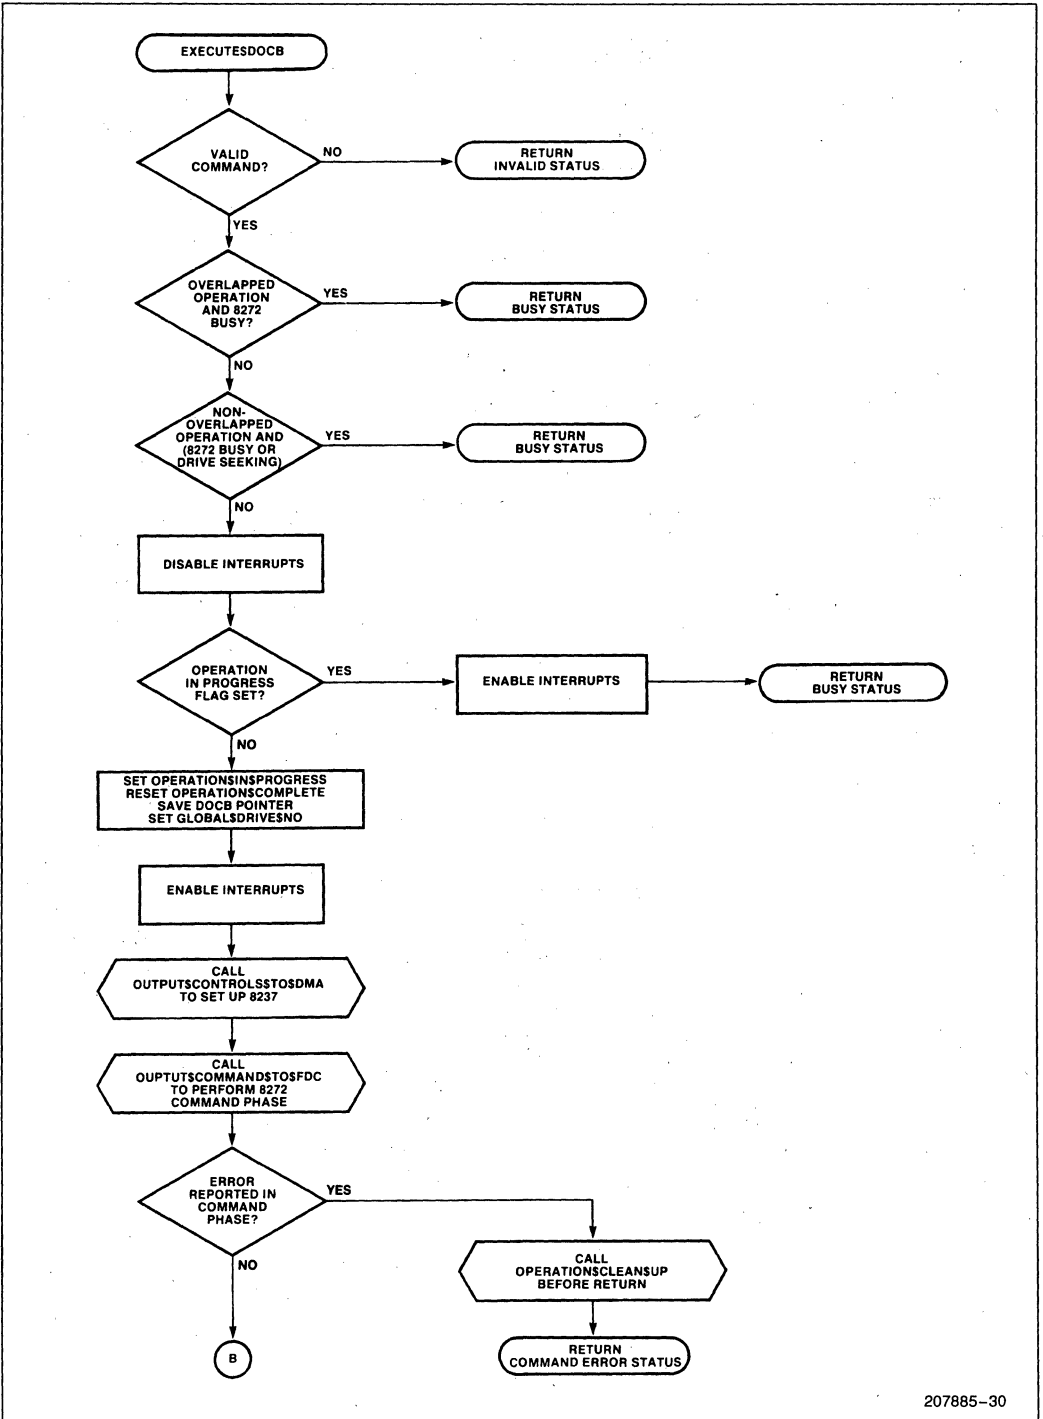 EXECUTE$DOCB
VALID
COMMAND?
NO
RETURN
INVALID STATUS
YES
OVERLAPPED
OPERATION
AND 8272
BUSY?
YES
RETURN
BUSY STATUS
NO
NON-
OVERLAPPED
OPERATION AND
(8272 BUSY OR
DRIVE SEEKING)
YES
RETURN
BUSY STATUS
NO
DISABLE INTERRUPTS
OPERATION
IN PROGRESS
FLAG SET?
YES
ENABLE INTERRUPTS
RETURN
BUSY STATUS
NO
SET OPERATION$IN$PROGRESS
RESET OPERATION$COMPLETE
SAVE DOCB POINTER
SET GLOBAL$DRIVE$NO
ENABLE INTERRUPTS
CALL
OUTPUT$CONTROLS$TO$DMA
TO SET UP 8237
CALL
OUPTUT$COMMAND$TO$FDC
TO PERFORM 8272
COMMAND PHASE
ERROR
REPORTED IN
COMMAND
PHASE?
YES
NO
CALL
OPERATION$CLEAN$UP
BEFORE RETURN
B
RETURN
COMMAND ERROR STATUS
207885-30